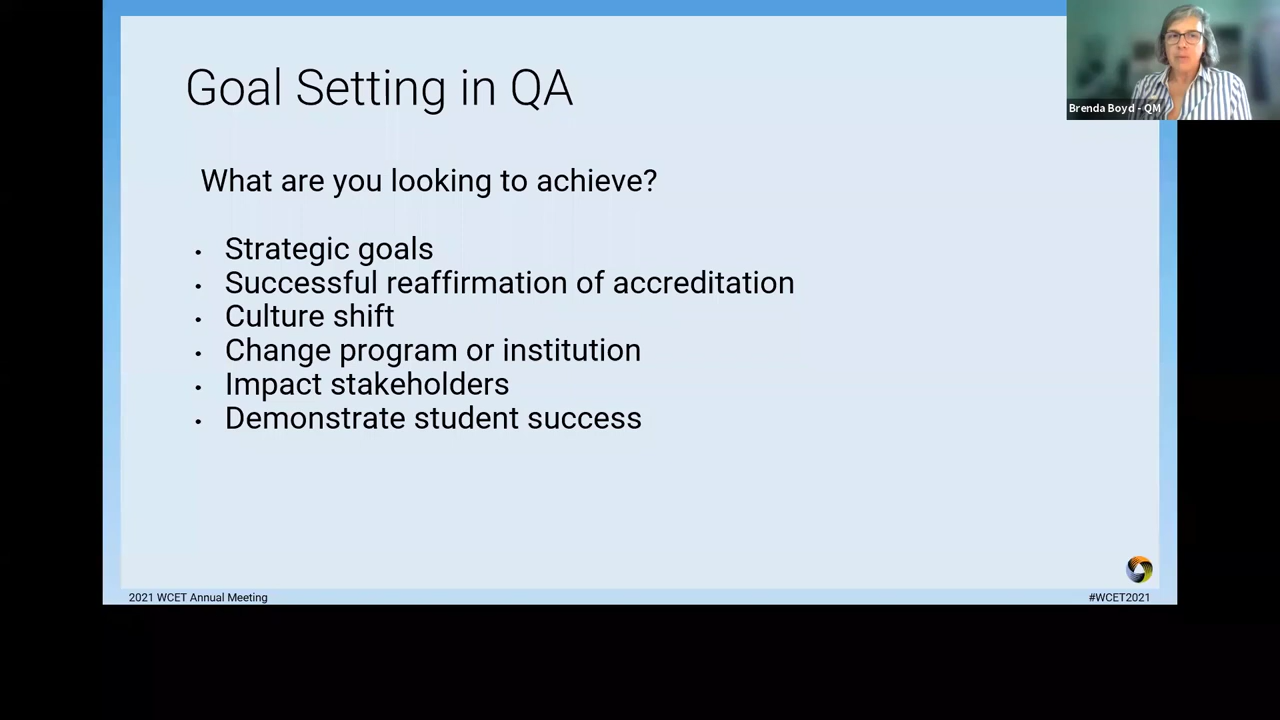 Goal Setting in QA
Brenda Boyd - QM
What are you looking to achieve?
• Strategic goals
• Successful reaffirmation of accreditation
• Culture shift
• Change program or institution
• Impact stakeholders
• Demonstrate student success
2021 WCET Annual Meeting
#WCET2021